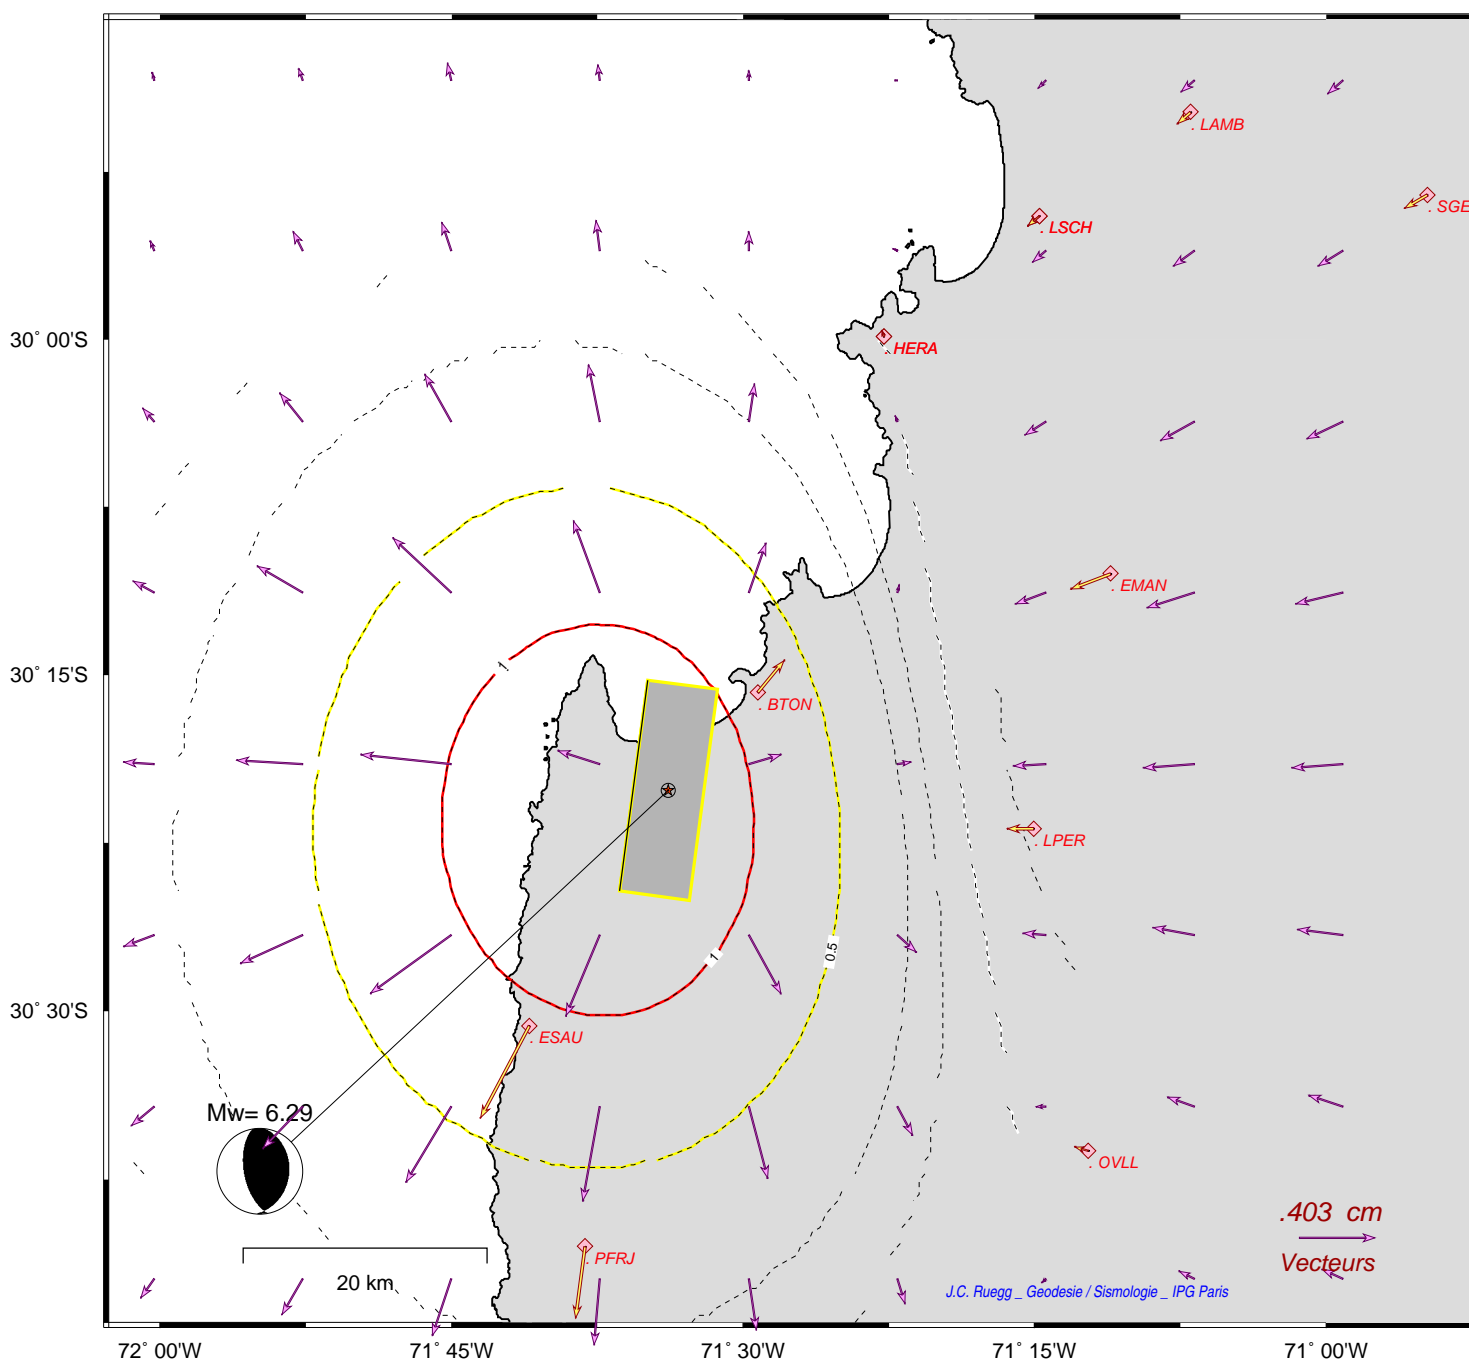 . LAMB
. SGE
. LSCH
30° 00'S
. HERA
. EMAN
1
30° 15'S
. BTON
. LPER
0.5
1
30° 30'S
. ESAU
Mw= 6.29
. OVLL
.403 cm
. PFRJ
Vecteurs
20 km
J.C. Ruegg _ Geodesie / Sismologie _ IPG Paris
72° 00'W
71° 45'W
71° 30'W
71° 15'W
71° 00'W